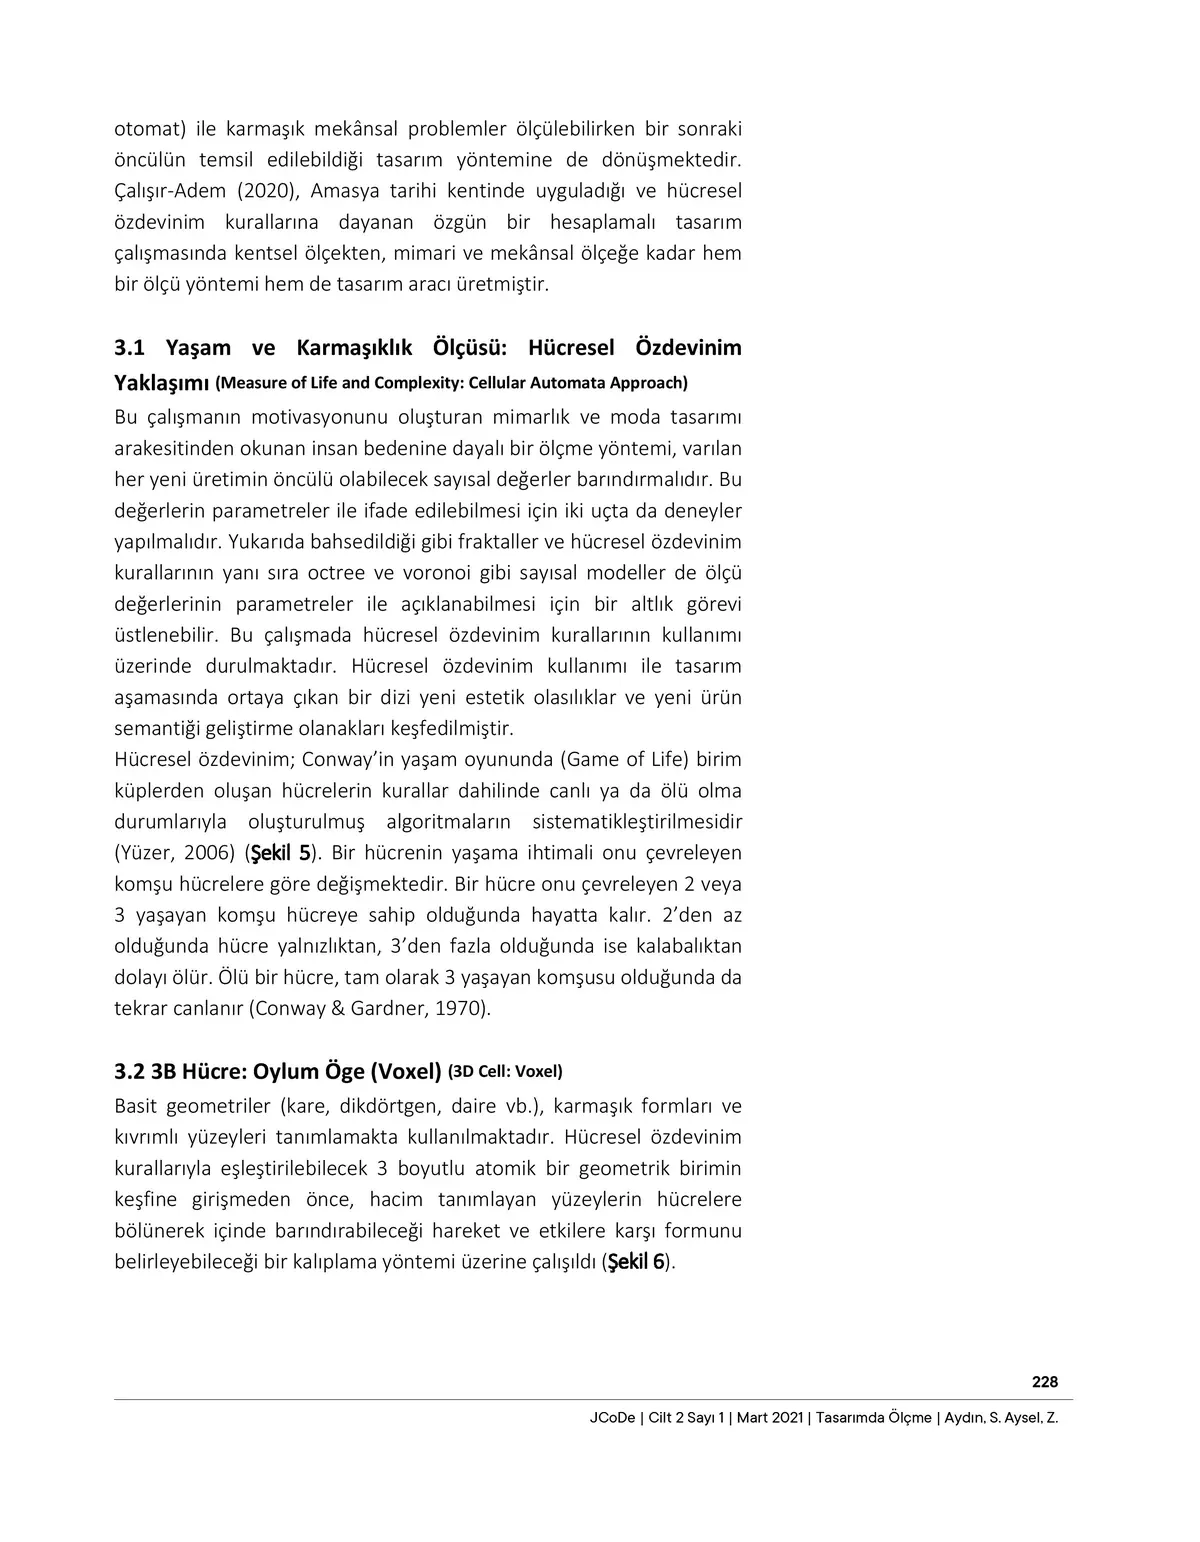 otomat) ile karmaşık mekânsal problemler ölçülebilirken bir sonraki
öncülün temsil edilebildiği tasarım yöntemine de dönüşmektedir.
Çalışır-Adem (2020), Amasya tarihi kentinde uyguladığı ve hücresel
özdevinim kurallarına dayanan özgün bir hesaplamalı tasarım
çalışmasında kentsel ölçekten, mimari ve mekânsal ölçeğe kadar hem
bir ölçü yöntemi hem de tasarım aracı üretmiştir.
3.1 Yaşam ve Karmaşıklık Ölçüsü: Hücresel Özdevinim
Yaklaşımı (Measure of Life and Complexity: Cellular Automata Approach)
Bu çalışmanın motivasyonunu oluşturan mimarlık ve moda tasarımı
arakesitinden okunan insan bedenine dayalı bir ölçme yöntemi, varılan
her yeni üretimin öncülü olabilecek sayısal değerler barındırmalıdır. Bu
değerlerin parametreler ile ifade edilebilmesi için iki uçta da deneyler
yapılmalıdır. Yukarıda bahsedildiği gibi fraktaller ve hücresel özdevinim
kurallarının yanı sıra octree ve voronoi gibi sayısal modeller de ölçü
değerlerinin parametreler ile açıklanabilmesi için bir altlık görevi
üstlenebilir. Bu çalışmada hücresel özdevinim kurallarının kullanımı
üzerinde durulmaktadır. Hücresel özdevinim kullanımı ile tasarım
aşamasında ortaya çıkan bir dizi yeni estetik olasılıklar ve yeni ürün
semantiği geliştirme olanakları keşfedilmiştir.
Hücresel özdevinim; Conway’in yaşam oyununda (Game of Life) birim
küplerden oluşan hücrelerin kurallar dahilinde canlı ya da ölü olma
durumlarıyla oluşturulmuş algoritmaların sistematikleştirilmesidir
(Yüzer, 2006) (Şekil 5). Bir hücrenin yaşama ihtimali onu çevreleyen
komşu hücrelere göre değişmektedir. Bir hücre onu çevreleyen 2 veya
3 yaşayan komşu hücreye sahip olduğunda hayatta kalır. 2’den az
olduğunda hücre yalnızlıktan, 3’den fazla olduğunda ise kalabalıktan
dolayı ölür. Ölü bir hücre, tam olarak 3 yaşayan komşusu olduğunda da
tekrar canlanır (Conway & Gardner, 1970).
3.2 3B Hücre: Oylum Öge (Voxel) (3D Cell: Voxel)
Basit geometriler (kare, dikdörtgen, daire vb.), karmaşık formları ve
kıvrımlı yüzeyleri tanımlamakta kullanılmaktadır. Hücresel özdevinim
kurallarıyla eşleştirilebilecek 3 boyutlu atomik bir geometrik birimin
keşfine girişmeden önce, hacim tanımlayan yüzeylerin hücrelere
bölünerek içinde barındırabileceği hareket ve etkilere karşı formunu
belirleyebileceği bir kalıplama yöntemi üzerine çalışıldı (Şekil 6).
228
JCoDe | Cilt 2 Sayı 1 | Mart 2021 | Tasarımda Ölçme | Aydın, S. Aysel, Z.